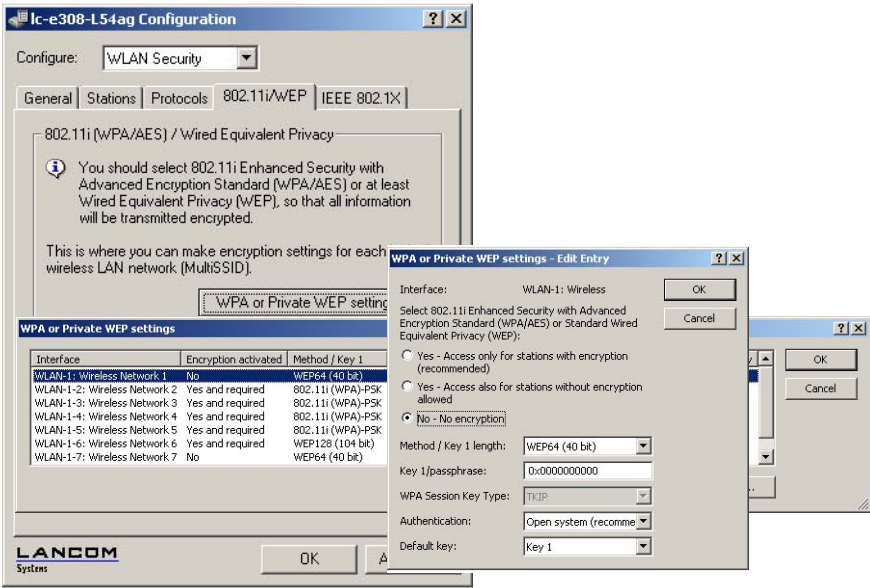 lc-e308-L54ag Configuration
Configure: WLAN Security
General Stations Protocols 802.11i/WEP IEEE 802.1X
802.11i (WPA/AES) / Wired Equivalent Privacy
You should select 802.11i Enhanced Security with
Advanced Encryption Standard (WPA/AES) or at least
Wired Equivalent Privacy (WEP), so that all information
will be transmitted encrypted.
This is where you can make encryption settings for each
wireless LAN network (MultiSSID).
WPA or Private WEP setting
WPA or Private WEP settings
Interface Encryption activated Method / Key 1
WLAN-1: Wireless Network 1 No WEP64 (40 bit)
WLAN-1-2: Wireless Network 2 Yes and required 802.11i (WPA)-PSK
WLAN-1-3: Wireless Network 3 Yes and required 802.11i (WPA)-PSK
WLAN-1-4: Wireless Network 4 Yes and required 802.11i (WPA)-PSK
WLAN-1-5: Wireless Network 5 Yes and required 802.11i (WPA)-PSK
WLAN-1-6: Wireless Network 6 Yes and required WEP128 (104 bit)
WLAN-1-7: Wireless Network 7 No WEP64 (40 bit)
OK
Cancel
...
LANCOM
Systems
OK
A
WPA or Private WEP settings - Edit Entry
Interface: WLAN-1: Wireless
OK
Select 802.11i Enhanced Security with Advanced
Encryption Standard (WPA/AES) or Standard Wired
Equivalent Privacy (WEP):
Cancel
Yes - Access only for stations with encryption
(recommended)
Yes - Access also for stations without encryption
allowed
No - No encryption
Method / Key 1 length: WEP64 (40 bit)
Key 1/passphrase: 0x0000000000
WPA Session Key Type: TKIP
Authentication: Open system (recomme
Default key: Key 1